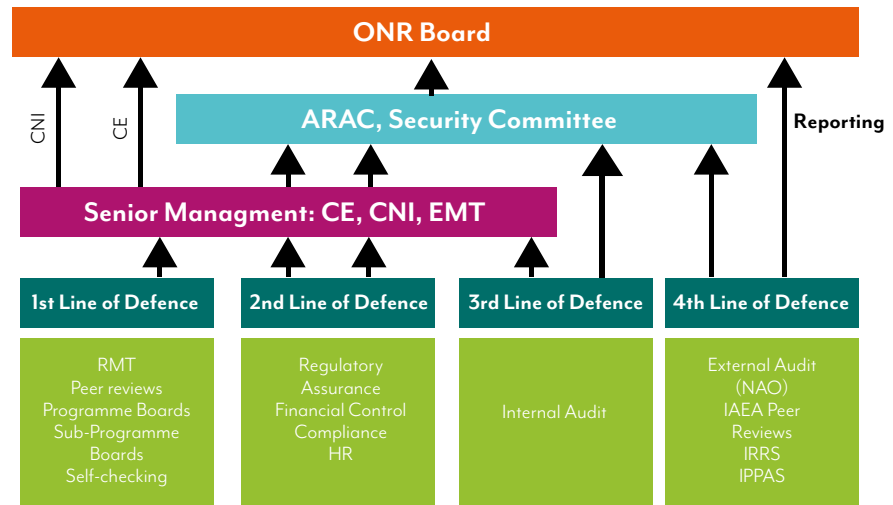 ONR Board
CNI
CE
ARAC, Security Committee
Reporting
Senior Managment: CE, CNI, EMT
1st Line of Defence
2nd Line of Defence
3rd Line of Defence
4th Line of Defence
RMT
Peer reviews
Programme Boards
Sub-Programme
Boards
Self-checking
Regulatory
Assurance
Financial Control
Compliance
HR
Internal Audit
External Audit
(NAO)
IAEA Peer
Reviews
IRRS
IPPAS